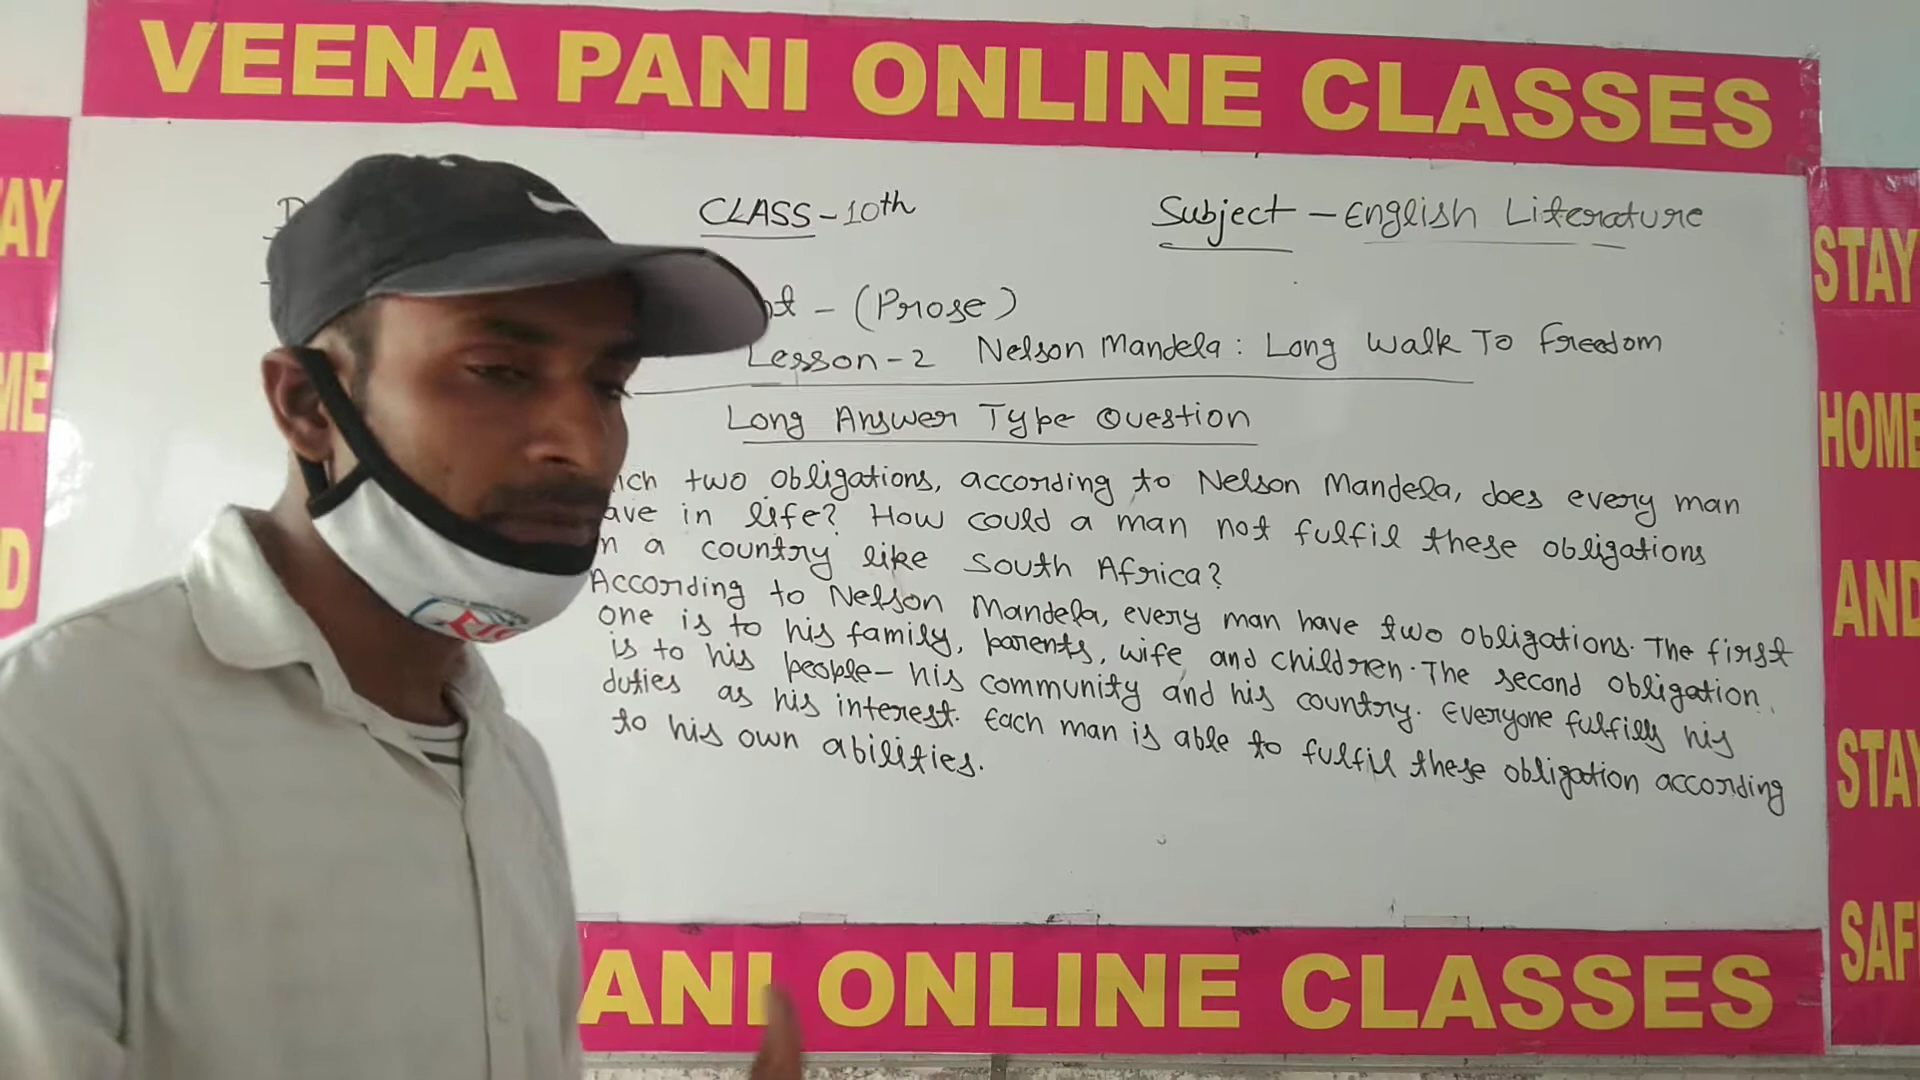 VEENA PANI ONLINE CLASSES
CLASS-10th
Subject - English Literature
(Prose)
Lesson-2 Nelson Mandela: Long Walk To Freedom
Long Answer Type Question
two obligations, according to Nelson Mandela, does every man
in life? How could a man not fulfil these obligations
a country like South Africa?
According to Nelson Mandela, every man have two obligations. The first
one is to his family, parents, wife, and children. The second obligation
is to his people- his community and his country. Everyone fulfills his
duties as his interest. Each man is able to fulfil these obligation according
to his own abilities.
ONLINE CLASSES
STAY
HOME
AND
STAY